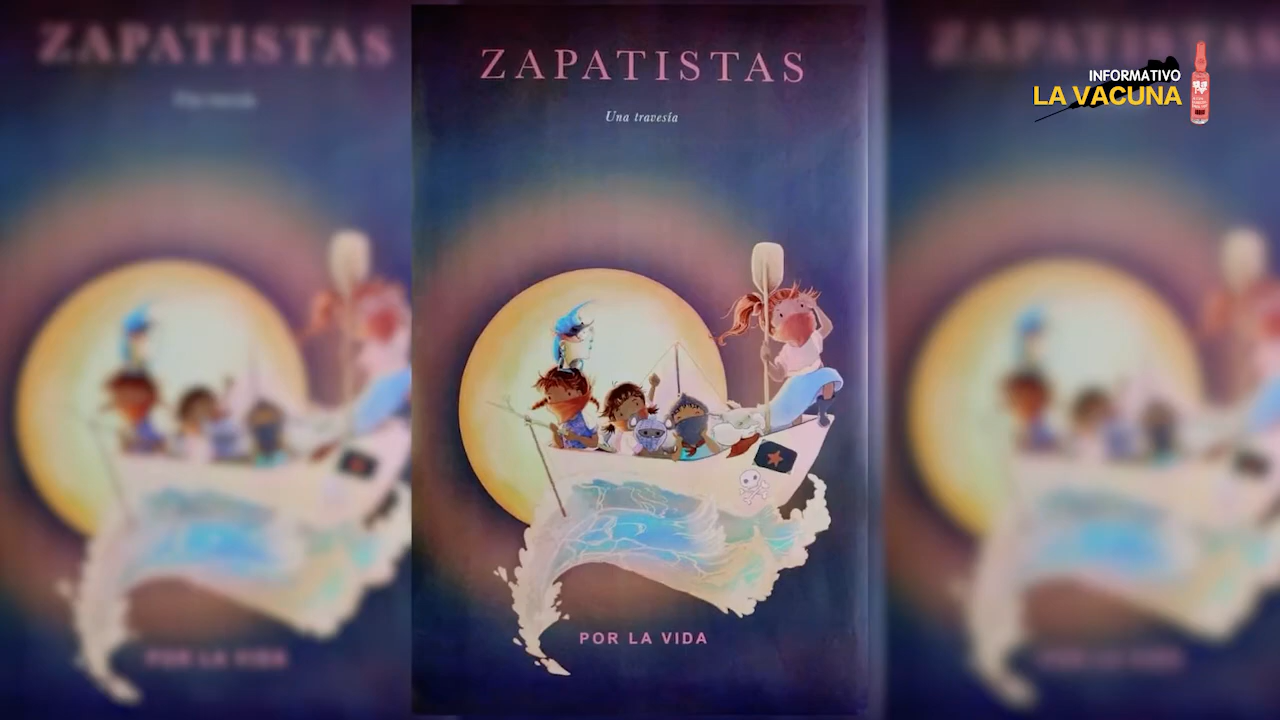 ZAPATISTAS
Una travesía
POR LA VIDA
INFORMATIVO
LA VACUNA